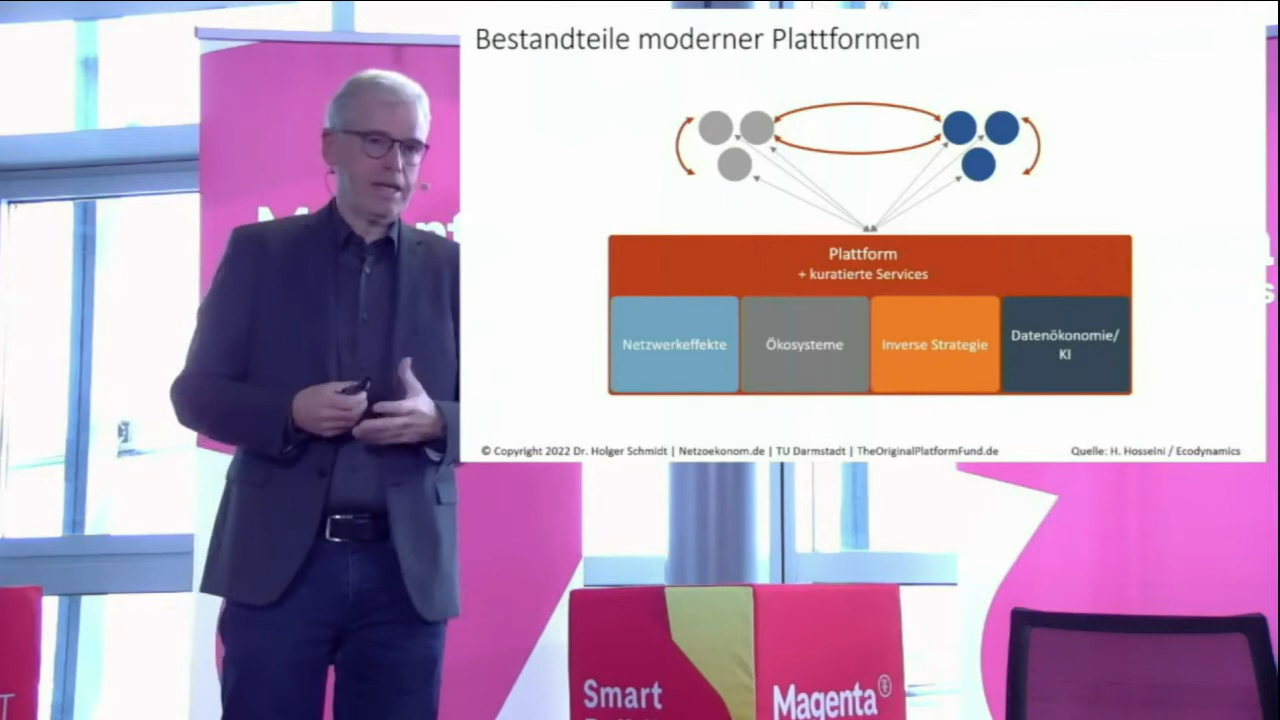 Bestandteile moderner Plattformen
Plattform
+ kuratierte Services
Netzwerkeffekte
Ökosysteme
Inverse Strategie
Datenökonomie/
KI
© Copyright 2022 Dr. Holger Schmidt | Netzoekonom.de | TU Darmstadt | TheOriginalPlatformFund.de
Quelle: H. Hosseini / Ecodynamics
Smart
Magenta